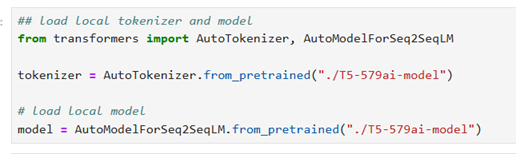 ## load local tokenizer and model
from transformers import AutoTokenizer, AutoModelForSeq2SeqLM
tokenizer = AutoTokenizer.from_pretrained("./T5-579ai-model")
# load local model
model = AutoModelForSeq2SeqLM.from_pretrained("./T5-579ai-model")